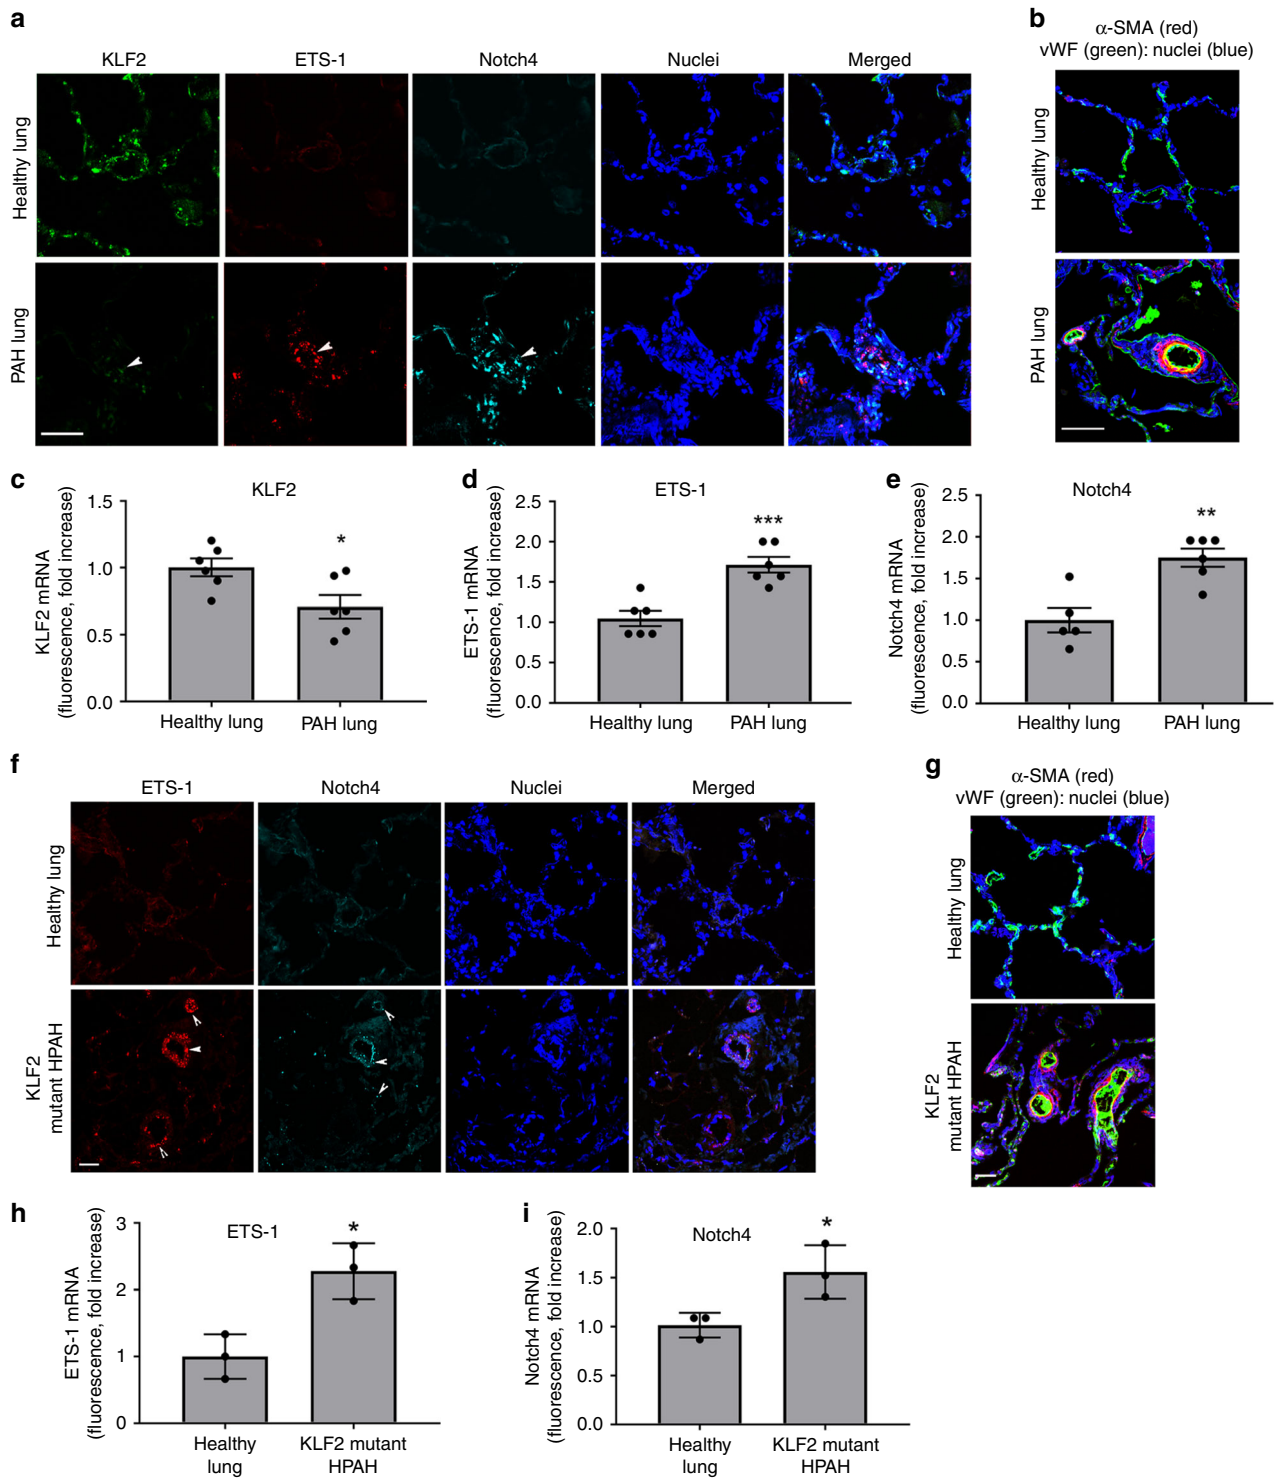 a
KLF2
ETS-1
Notch4
Nuclei
Merged
Healthy lung
PAH lung
b
α-SMA (red)
vWF (green): nuclei (blue)
Healthy lung
PAH lung
c
KLF2
KLF2 mRNA
(fluorescence, fold increase)
1.5
1.0
0.5
0.0
*
Healthy lung
PAH lung
d
ETS-1
ETS-1 mRNA
(fluorescence, fold increase)
2.5
2.0
1.5
1.0
0.5
0.0
***
Healthy lung
PAH lung
e
Notch4
Notch4 mRNA
(fluorescence, fold increase)
2.5
2.0
1.5
1.0
0.5
0.0
**
Healthy lung
PAH lung
f
ETS-1
Notch4
Nuclei
Merged
Healthy lung
KLF2
mutant HPAH
g
α-SMA (red)
vWF (green): nuclei (blue)
Healthy lung
KLF2
mutant HPAH
h
ETS-1
ETS-1 mRNA
(fluorescence, fold increase)
3
2
1
0
*
Healthy
lung
KLF2 mutant
HPAH
i
Notch4
Notch4 mRNA
(fluorescence, fold increase)
2.0
1.5
1.0
0.5
0.0
*
Healthy
lung
KLF2 mutant
HPAH